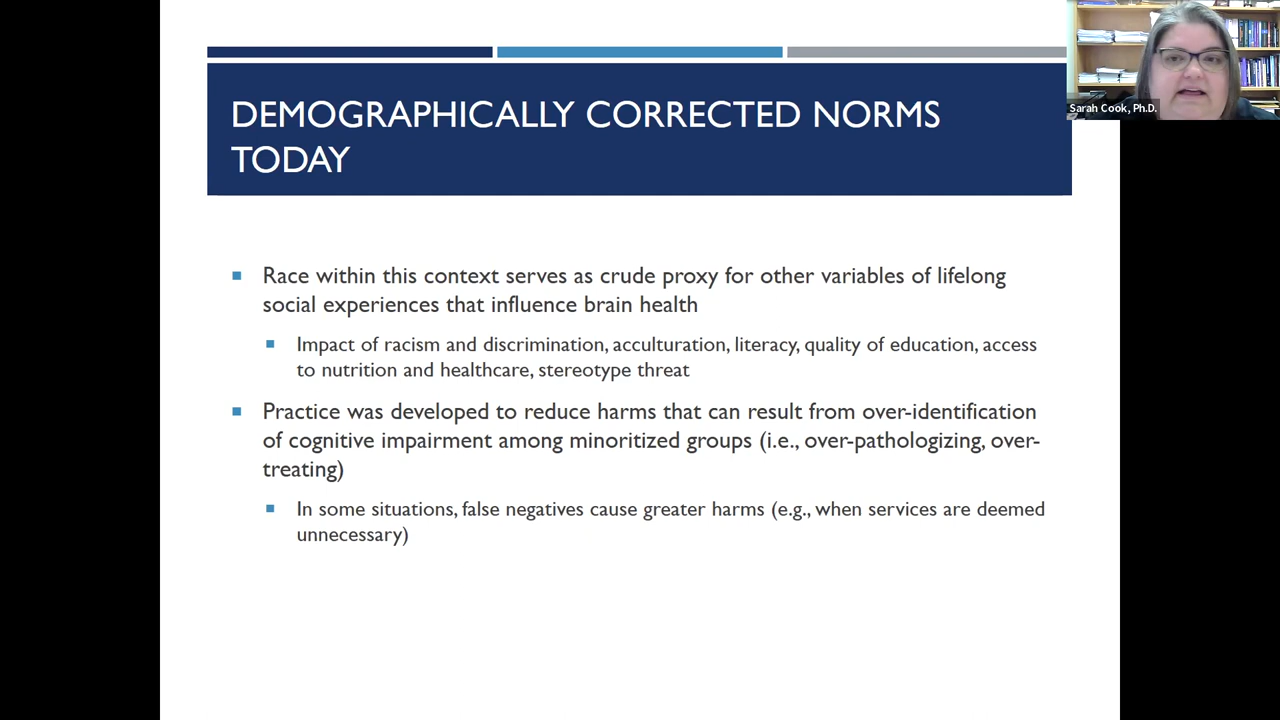 Sarah Cook, Ph.D.
DEMOGRAPHICALLY CORRECTED NORMS
TODAY
Race within this context serves as crude proxy for other variables of lifelong
social experiences that influence brain health
Impact of racism and discrimination, acculturation, literacy, quality of education, access
to nutrition and healthcare, stereotype threat
Practice was developed to reduce harms that can result from over-identification
of cognitive impairment among minoritized groups (i.e., over-pathologizing, over-
treating)
In some situations, false negatives cause greater harms (e.g., when services are deemed
unnecessary)